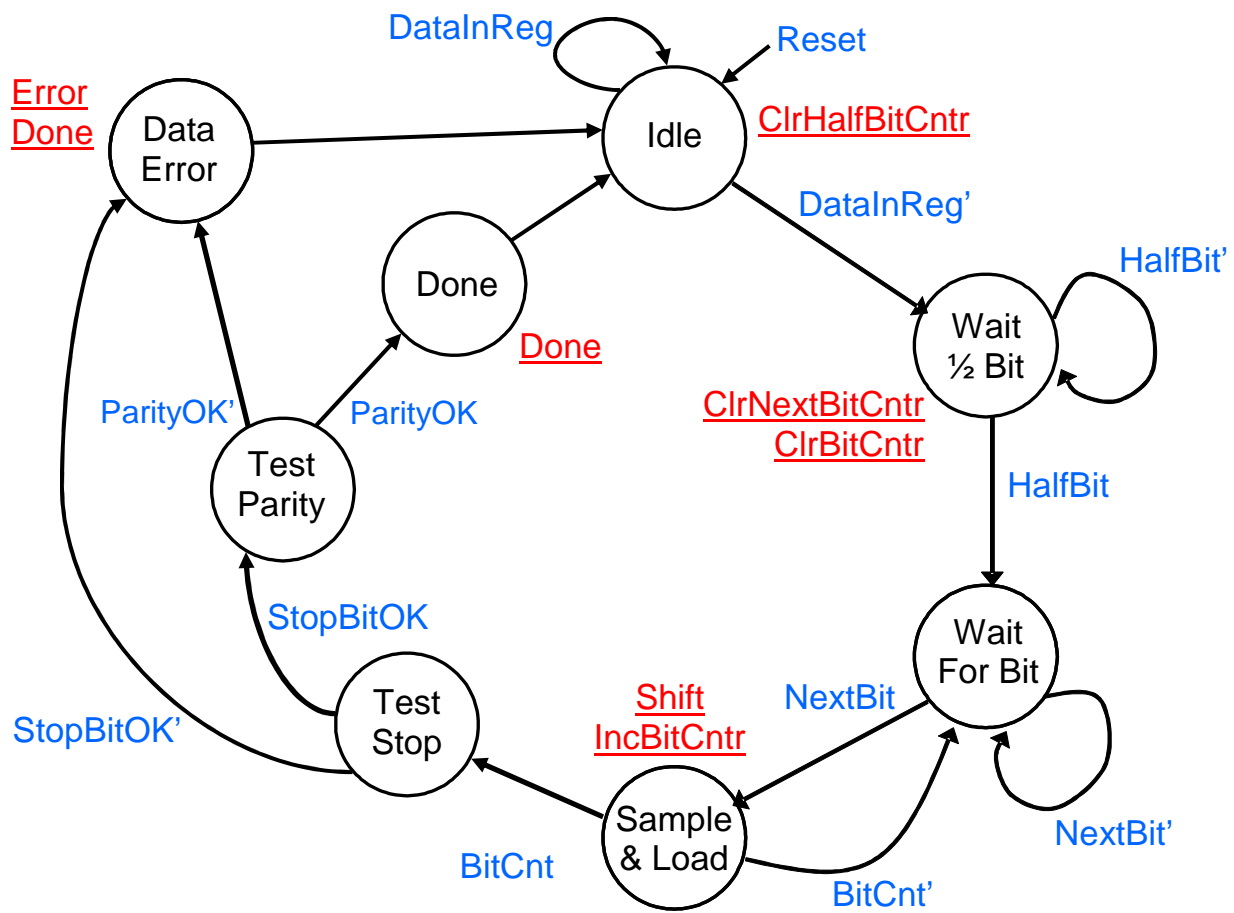 DataInReg
Reset
Error
Done
Data
Error
Idle
ClrHalfBitCntr
DataInReg’
HalfBit’
Done
Done
Wait
½ Bit
ParityOK’
ParityOK
ClrNextBitCntr
ClrBitCntr
Test
Parity
HalfBit
StopBitOK
Wait
For Bit
Shift
IncBitCntr
NextBit
StopBitOK’
Test
Stop
NextBit’
Sample
& Load
BitCnt
BitCnt’